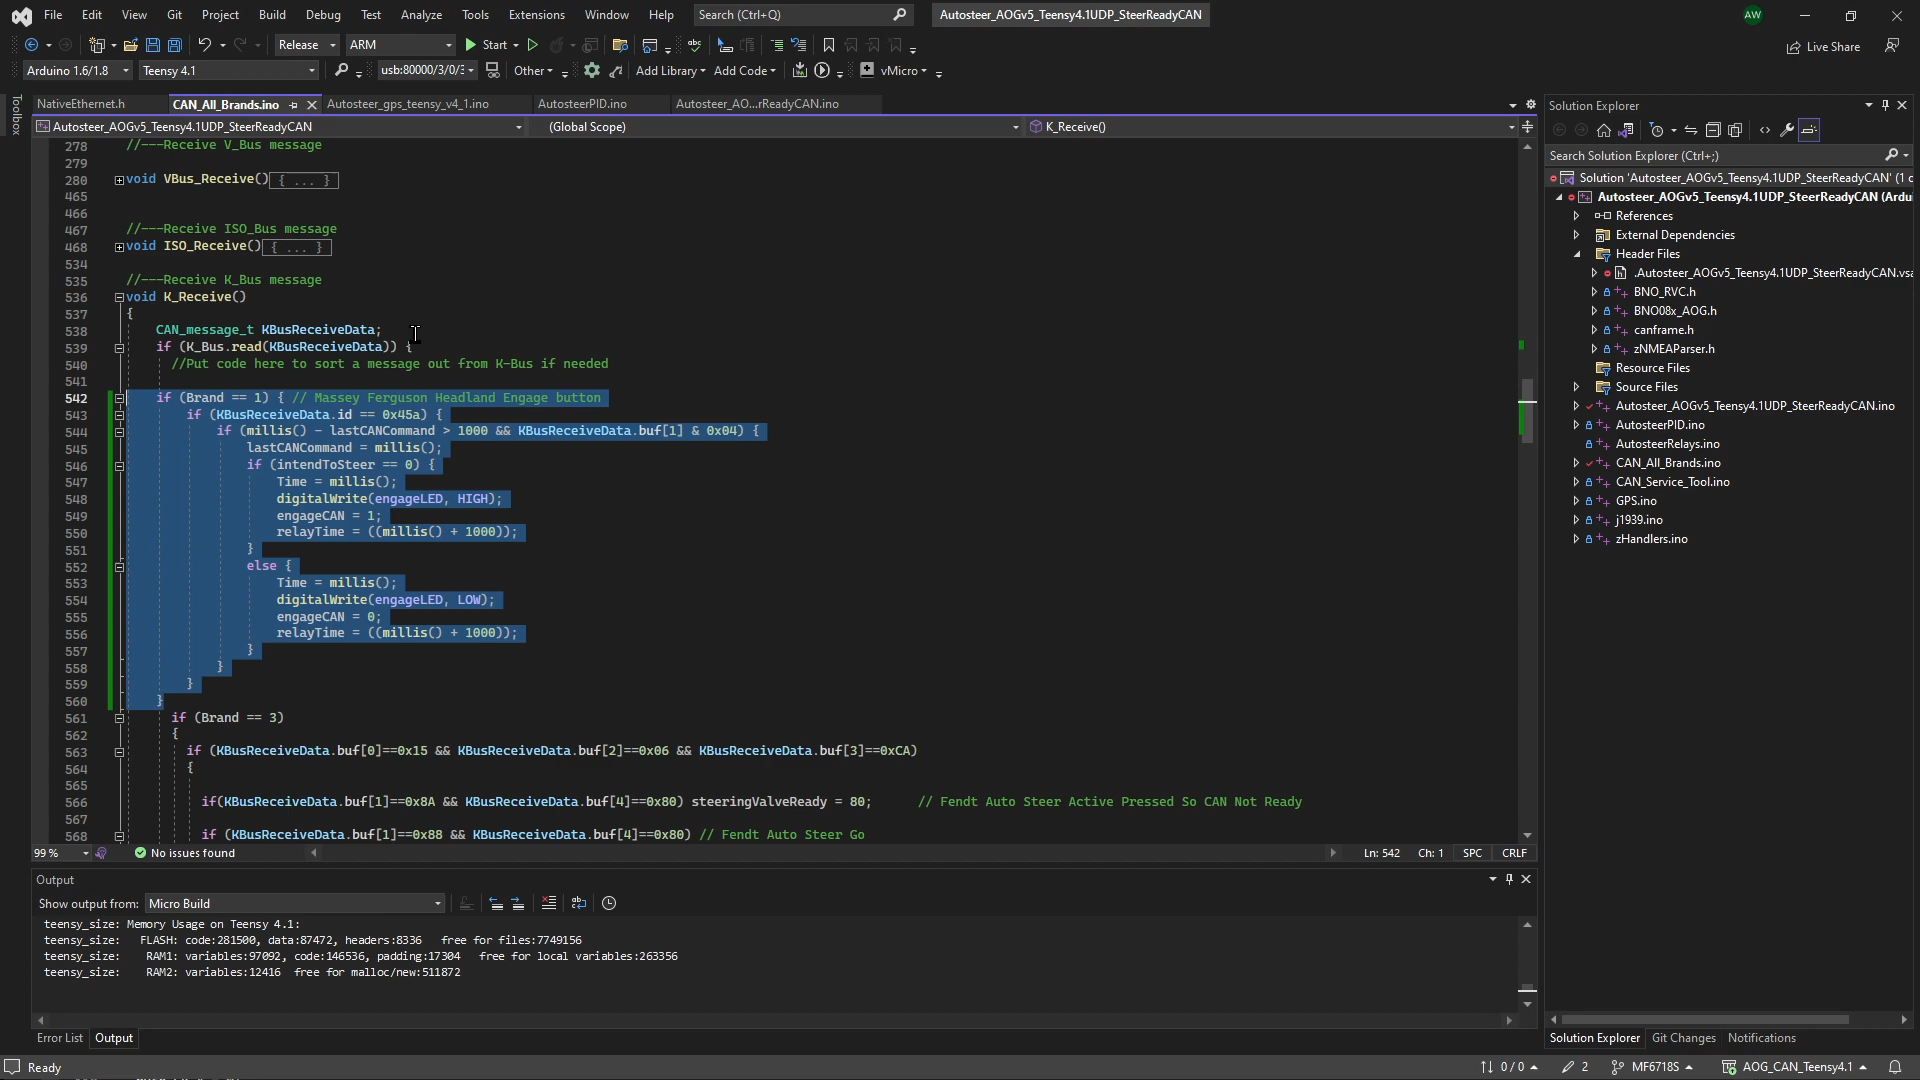 File Edit View Git Project Build Debug Test Analyze Tools Extensions Window Help Search (Ctrl+Q) Autosteer_AOGv5_Teensy4.1UDP_SteerReadyCAN AW
Release ARM Start Live Share
Arduino 1.6/1.8 Teensy 4.1 usb:80000/3/0/3 Other Add Library Add Code vMicro
Toolbox
NativeEthernet.h CAN_All_Brands.ino Autosteer_gps_teensy_v4_1.ino AutosteerPID.ino Autosteer_AO...rReadyCAN.ino
Autosteer_AOGv5_Teensy4.1UDP_SteerReadyCAN (Global Scope) K_Receive()
278 //---Receive V_Bus message
279
280 void VBus_Receive(){ ... }
465
466
467 //---Receive ISO_Bus message
468 void ISO_Receive(){ ... }
534
535 //---Receive K_Bus message
536 void K_Receive()
537 {
538 CAN_message_t KBusReceiveData;
539 if (K_Bus.read(KBusReceiveData)) {
540 //Put code here to sort a message out from K-Bus if needed
541
542 if (Brand == 1) { // Massey Ferguson Headland Engage button
543 if (KBusReceiveData.id == 0x45a) {
544 if (millis() - lastCANCommand > 1000 && KBusReceiveData.buf[1] & 0x04) {
545 lastCANCommand = millis();
546 if (intendToSteer == 0) {
547 Time = millis();
548 digitalWrite(engageLED, HIGH);
549 engageCAN = 1;
550 relayTime = ((millis() + 1000));
551 }
552 else {
553 Time = millis();
554 digitalWrite(engageLED, LOW);
555 engageCAN = 0;
556 relayTime = ((millis() + 1000));
557 }
558 }
559 }
560 }
561 if (Brand == 3)
562 {
563 if (KBusReceiveData.buf[0]==0x15 && KBusReceiveData.buf[2]==0x06 && KBusReceiveData.buf[3]==0xCA)
564 {
565
566 if(KBusReceiveData.buf[1]==0x8A && KBusReceiveData.buf[4]==0x80) steeringValveReady = 80; // Fendt Auto Steer Active Pressed So CAN Not Ready
567
568 if (KBusReceiveData.buf[1]==0x88 && KBusReceiveData.buf[4]==0x80) // Fendt Auto Steer Go
99 % No issues found Ln: 542 Ch: 1 SPC CRLF
Output
Show output from: Micro Build
teensy_size: Memory Usage on Teensy 4.1:
teensy_size: FLASH: code:281500, data:87472, headers:8336 free for files:7749156
teensy_size: RAM1: variables:97092, code:146536, padding:17304 free for local variables:263356
teensy_size: RAM2: variables:12416 free for malloc/new:511872
Error List Output
Solution Explorer
Search Solution Explorer (Ctrl+;)
Solution 'Autosteer_AOGv5_Teensy4.1UDP_SteerReadyCAN' (1 c
Autosteer_AOGv5_Teensy4.1UDP_SteerReadyCAN (Ardu
References
External Dependencies
Header Files
.Autosteer_AOGv5_Teensy4.1UDP_SteerReadyCAN.vsa
BNO_RVC.h
BNO08x_AOG.h
canframe.h
zNMEAParser.h
Resource Files
Source Files
Autosteer_AOGv5_Teensy4.1UDP_SteerReadyCAN.ino
AutosteerPID.ino
AutosteerRelays.ino
CAN_All_Brands.ino
CAN_Service_Tool.ino
GPS.ino
j1939.ino
zHandlers.ino
Solution Explorer Git Changes Notifications
Ready 0 / 0 2 MF6718S AOG_CAN_Teensy4.1